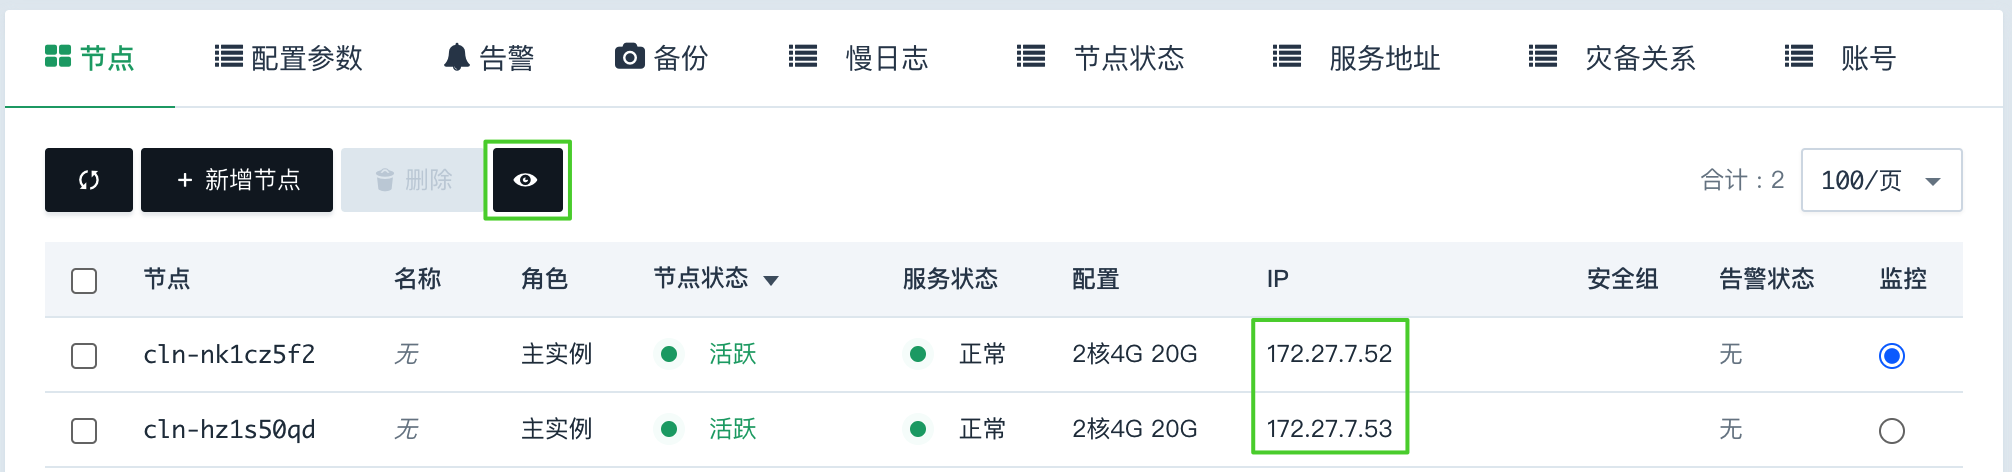 节点 配置参数 告警 备份 慢日志 节点状态 服务地址 灾备关系 账号
+ 新增节点 删除 合计：2 100/页
节点 名称 角色 节点状态 服务状态 配置 IP 安全组 告警状态 监控
cln-nk1cz5f2 无 主实例 活跃 正常 2核4G 20G 172.27.7.52 无
cln-hz1s50qd 无 主实例 活跃 正常 2核4G 20G 172.27.7.53 无